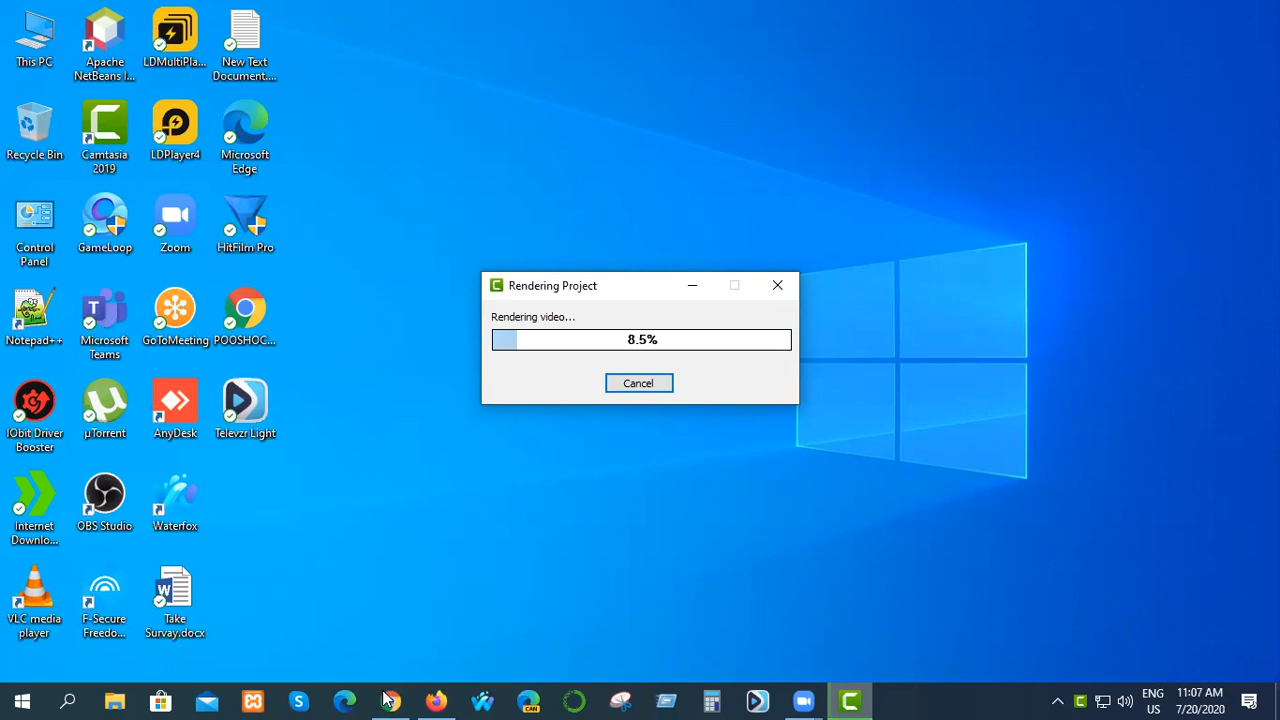 This PC
Apache
NetBeans I...
LDMultiPla...
New Text
Document....
Recycle Bin
Camtasia
2019
LDPlayer4
Microsoft
Edge
Control
Panel
GameLoop
Zoom
HitFilm Pro
Notepad++
Microsoft
Teams
GoToMeeting
POOSHOC...
IObit Driver
Booster
µTorrent
AnyDesk
Televzr Light
Internet
Downlo...
OBS Studio
Waterfox
VLC media
player
F-Secure
Freedo...
Take
Survay.docx
Rendering Project
Rendering video...
8.5%
Cancel
CAN
ENG
US
11:07 AM
7/20/2020